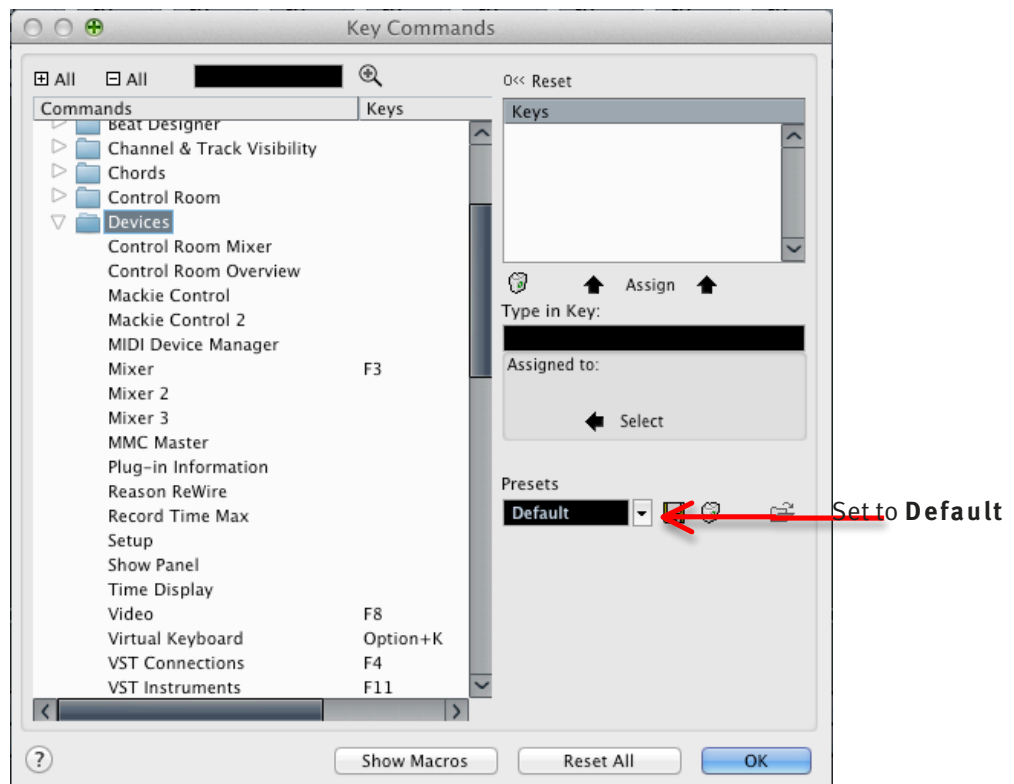 Key Commands
All All
Commands Keys
Beat Designer
Channel & Track Visibility
Chords
Control Room
Devices
Control Room Mixer
Control Room Overview
Mackie Control
Mackie Control 2
MIDI Device Manager
Mixer F3
Mixer 2
Mixer 3
MMC Master
Plug-in Information
Reason ReWire
Record Time Max
Setup
Show Panel
Time Display
Video F8
Virtual Keyboard Option+K
VST Connections F4
VST Instruments F11
0<< Reset
Keys
Assign
Type in Key:
Assigned to:
Select
Presets
Default
Set to Default
?
Show Macros
Reset All
OK